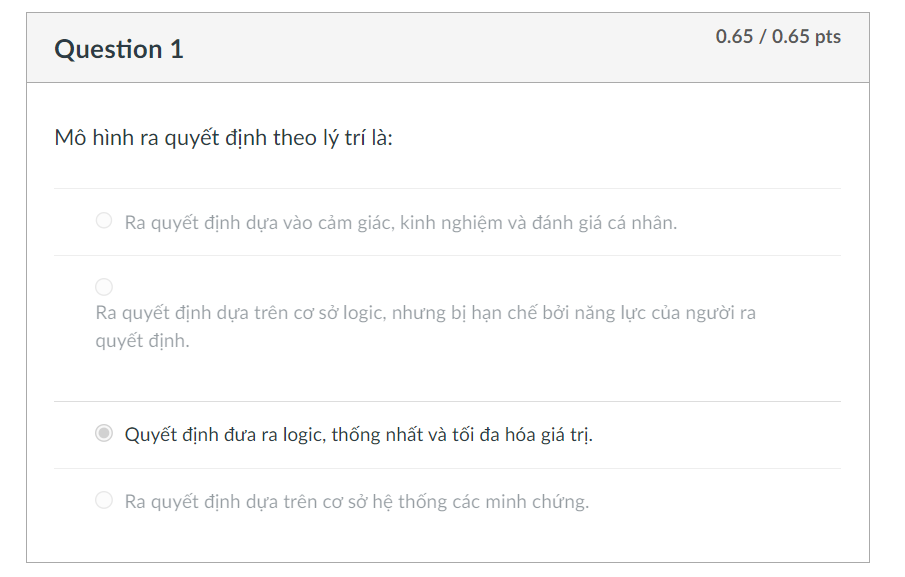 Question 1
0.65 / 0.65 pts
Mô hình ra quyết định theo lý trí là:
Ra quyết định dựa vào cảm giác, kinh nghiệm và đánh giá cá nhân.
Ra quyết định dựa trên cơ sở logic, nhưng bị hạn chế bởi năng lực của người ra
quyết định.
Quyết định đưa ra logic, thống nhất và tối đa hóa giá trị.
Ra quyết định dựa trên cơ sở hệ thống các minh chứng.